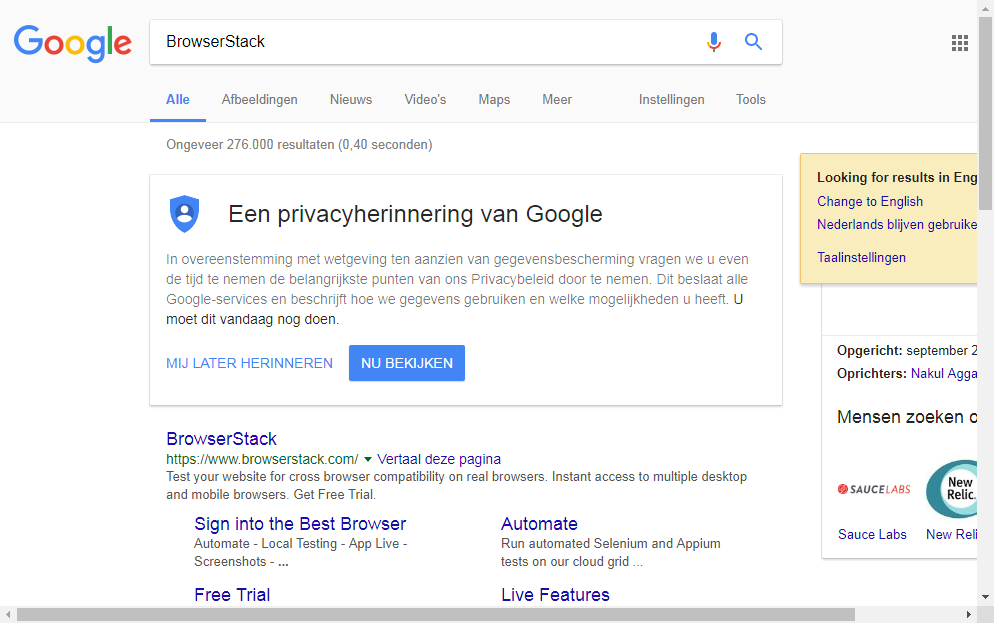 Google
BrowserStack
Alle Afbeeldingen Nieuws Video's Maps Meer Instellingen Tools
Ongeveer 276.000 resultaten (0,40 seconden)
Een privacyherinnering van Google
In overeenstemming met wetgeving ten aanzien van gegevensbescherming vragen we u even
de tijd te nemen de belangrijkste punten van ons Privacybeleid door te nemen. Dit beslaat alle
Google-services en beschrijft hoe we gegevens gebruiken en welke mogelijkheden u heeft. U
moet dit vandaag nog doen.
MIJ LATER HERINNEREN NU BEKIJKEN
BrowserStack
https://www.browserstack.com/ Vertaal deze pagina
Test your website for cross browser compatibility on real browsers. Instant access to multiple desktop
and mobile browsers. Get Free Trial.
Sign into the Best Browser
Automate - Local Testing - App Live -
Screenshots - ...
Automate
Run automated Selenium and Appium
tests on our cloud grid ...
Free Trial
Live Features
Looking for results in Eng
Change to English
Nederlands blijven gebruike
Taalinstellingen
Opgericht: september 2
Oprichters: Nakul Agga
Mensen zoeken o
SAUCELABS
New
Relic.
Sauce Labs New Reli